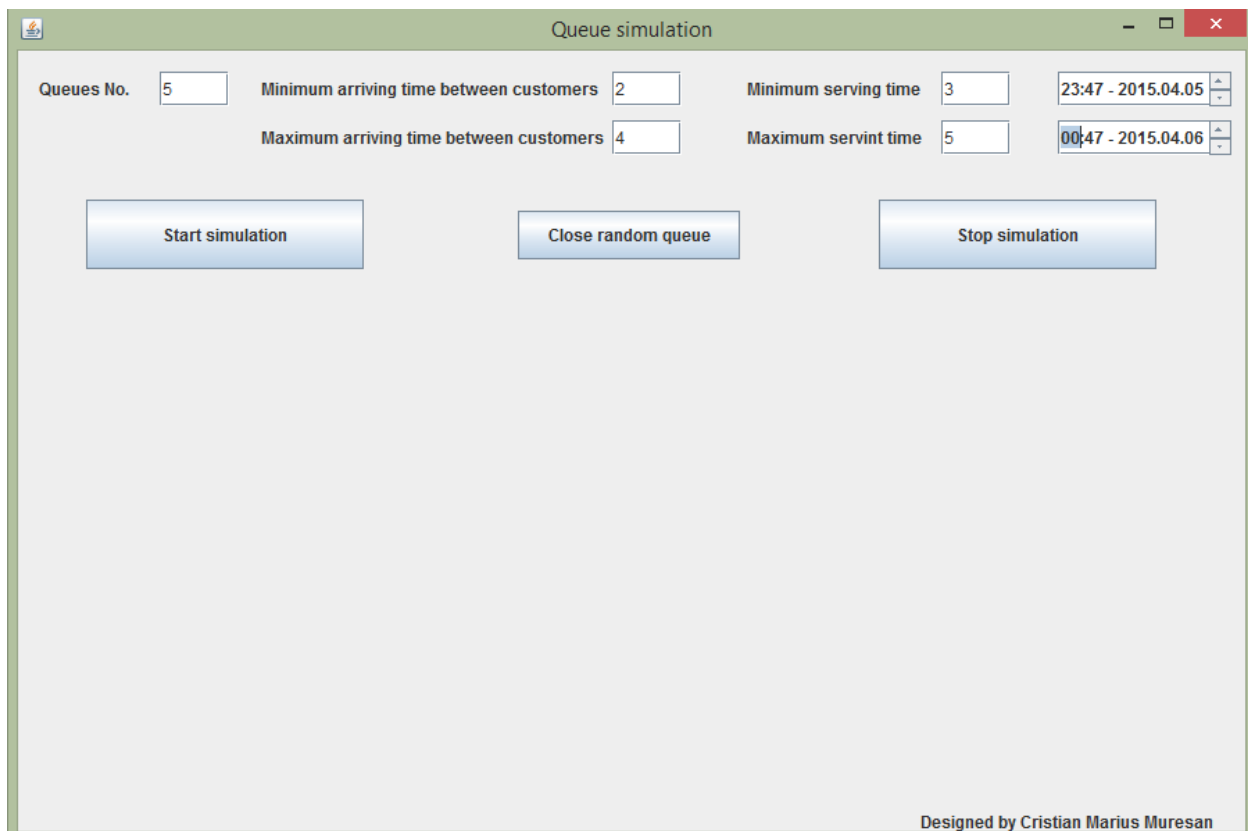 Queue simulation
Queues No. 5 Minimum arriving time between customers 2 Minimum serving time 3 23:47 - 2015.04.05
Maximum arriving time between customers 4 Maximum servint time 5 00:47 - 2015.04.06
Start simulation Close random queue Stop simulation
Designed by Cristian Marius Muresan